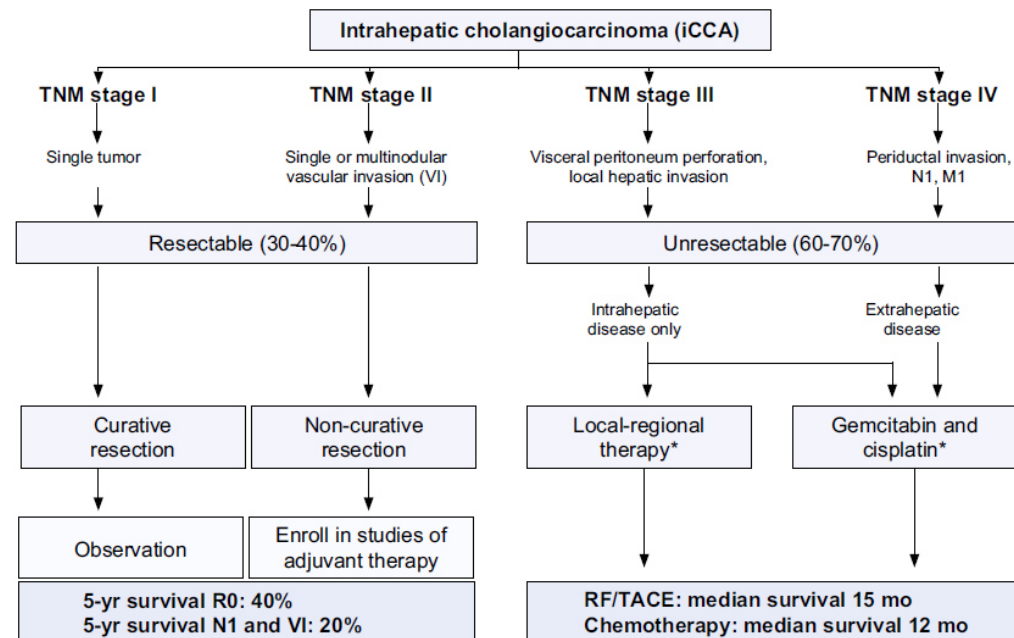 Intrahepatic cholangiocarcinoma (iCCA)
TNM stage I
TNM stage II
TNM stage III
TNM stage IV
Single tumor
Single or multinodular
vascular invasion (VI)
Visceral peritoneum perforation,
local hepatic invasion
Periductal invasion,
N1, M1
Resectable (30-40%)
Unresectable (60-70%)
Intrahepatic
disease only
Extrahepatic
disease
Curative
resection
Non-curative
resection
Local-regional
therapy*
Gemcitabin and
cisplatin*
Observation
Enroll in studies of
adjuvant therapy
5-yr survival R0: 40%
5-yr survival N1 and VI: 20%
RF/TACE: median survival 15 mo
Chemotherapy: median survival 12 mo